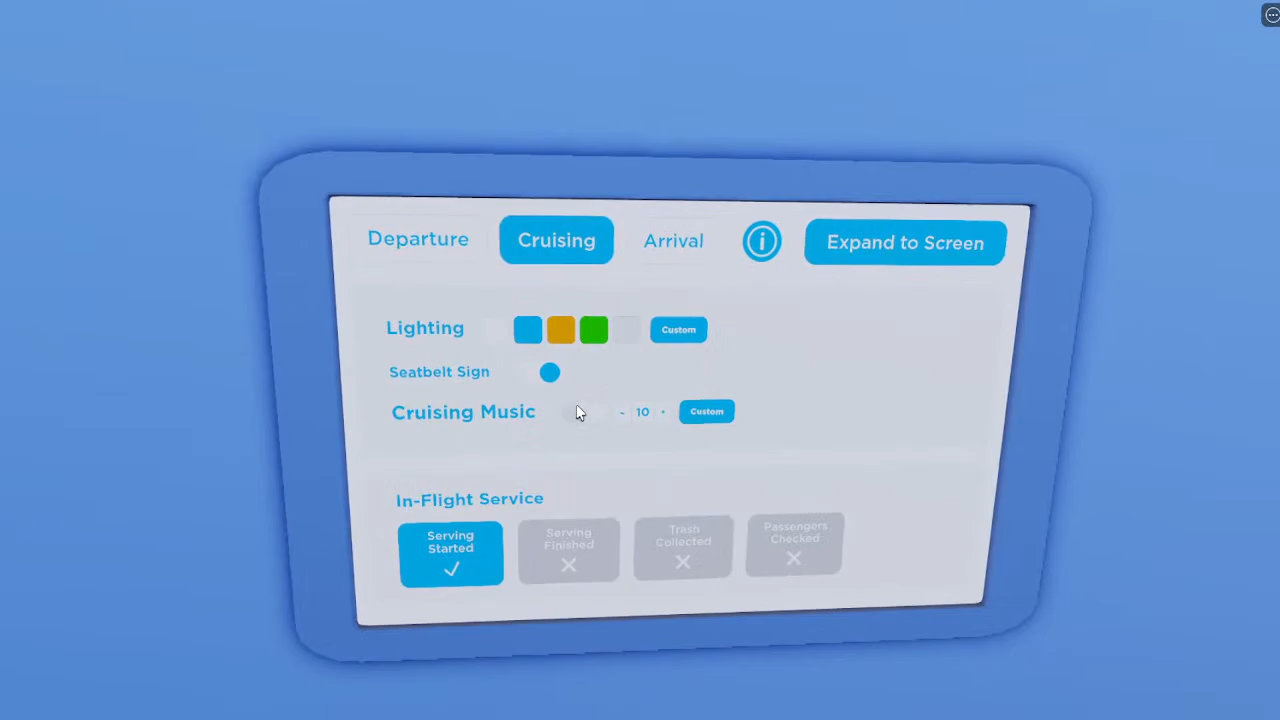 Departure Cruising Arrival i Expand to Screen
Lighting Custom
Seatbelt Sign
Cruising Music - 10 + Custom
In-Flight Service
Serving Started
Serving Finished
Trash Collected
Passengers Checked